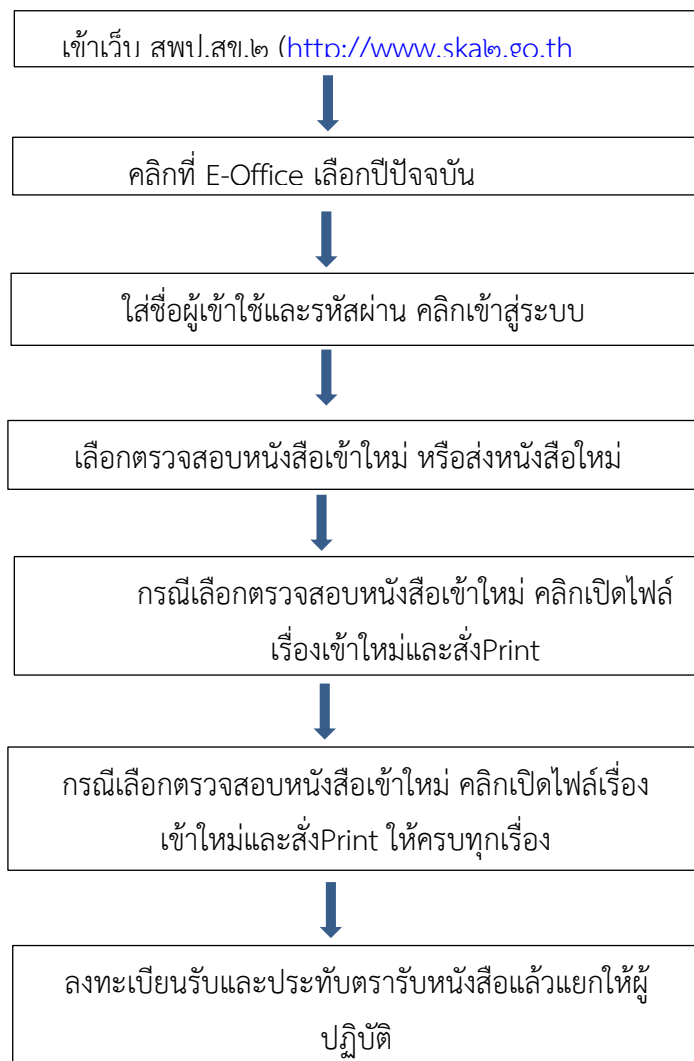 เข้าเว็บ สพป.สข.๒ (http://www.ska๒.go.th
คลิกที่ E-Office เลือกปีปัจจบัน
ใส่ชื่อผู้เข้าใช้และรหัสผ่าน คลิกเข้าสู่ระบบ
เลือกตรวจสอบหนังสือเข้าใหม่ หรือส่งหนังสือใหม่
กรณีเลือกตรวจสอบหนังสือเข้าใหม่ คลิกเปิดไฟล์
เรื่องเข้าใหม่และสั่งPrint
กรณีเลือกตรวจสอบหนังสือเข้าใหม่ คลิกเปิดไฟล์เรื่อง
เข้าใหม่และสั่งPrint ให้ครบทุกเรื่อง
ลงทะเบียนรับและประทับตรารับหนังสือแล้วแยกให้ผู้
ปฏิบัติ